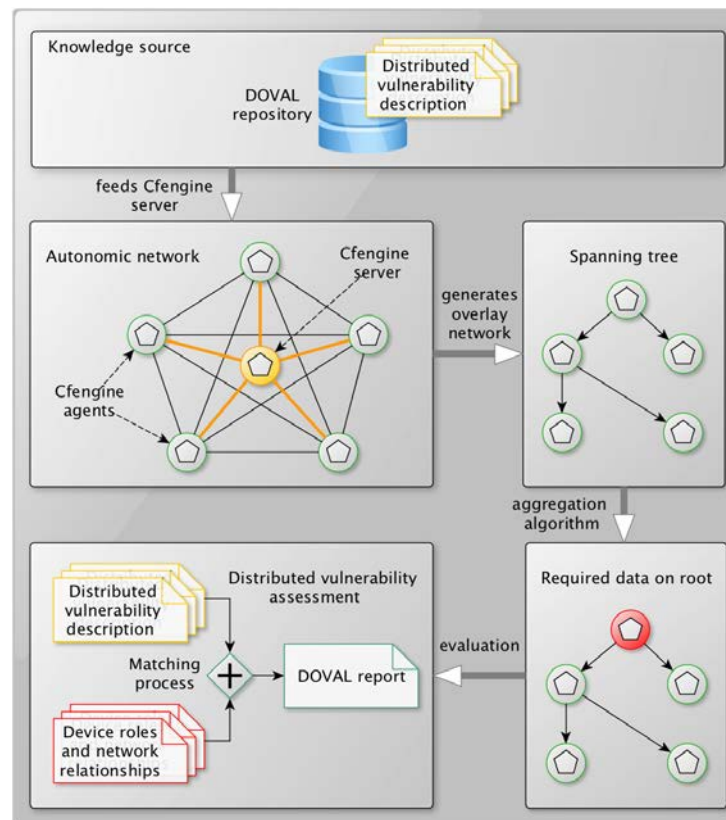 Knowledge source
DOVAL
repository
Distributed
vulnerability
description
feeds Cfengine
server
Autonomic network
Cfengine
server
Cfengine
agents
generates
overlay
network
Spanning tree
aggregation
algorithm
Required data on root
evaluation
Distributed vulnerability
assessment
Distributed
vulnerability
description
Matching
process
DOVAL report
Device roles
and network
relationships